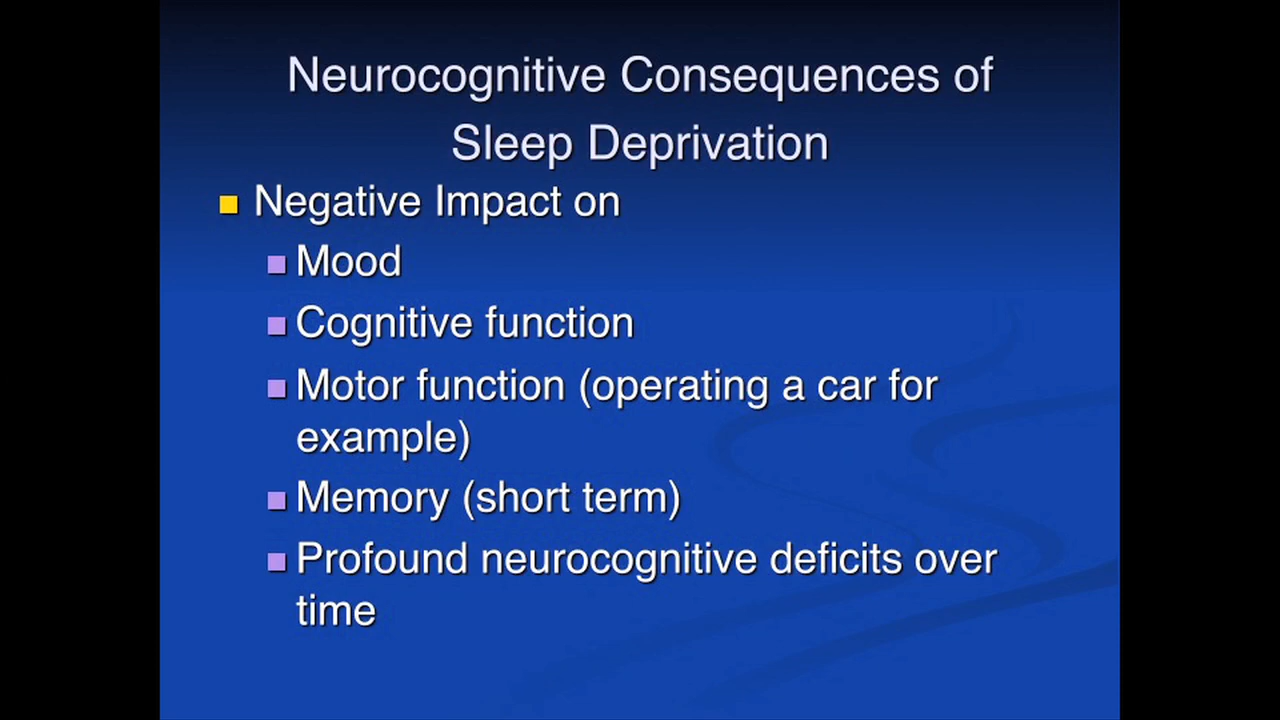 Neurocognitive Consequences of
Sleep Deprivation
Negative Impact on
Mood
Cognitive function
Motor function (operating a car for
example)
Memory (short term)
Profound neurocognitive deficits over
time